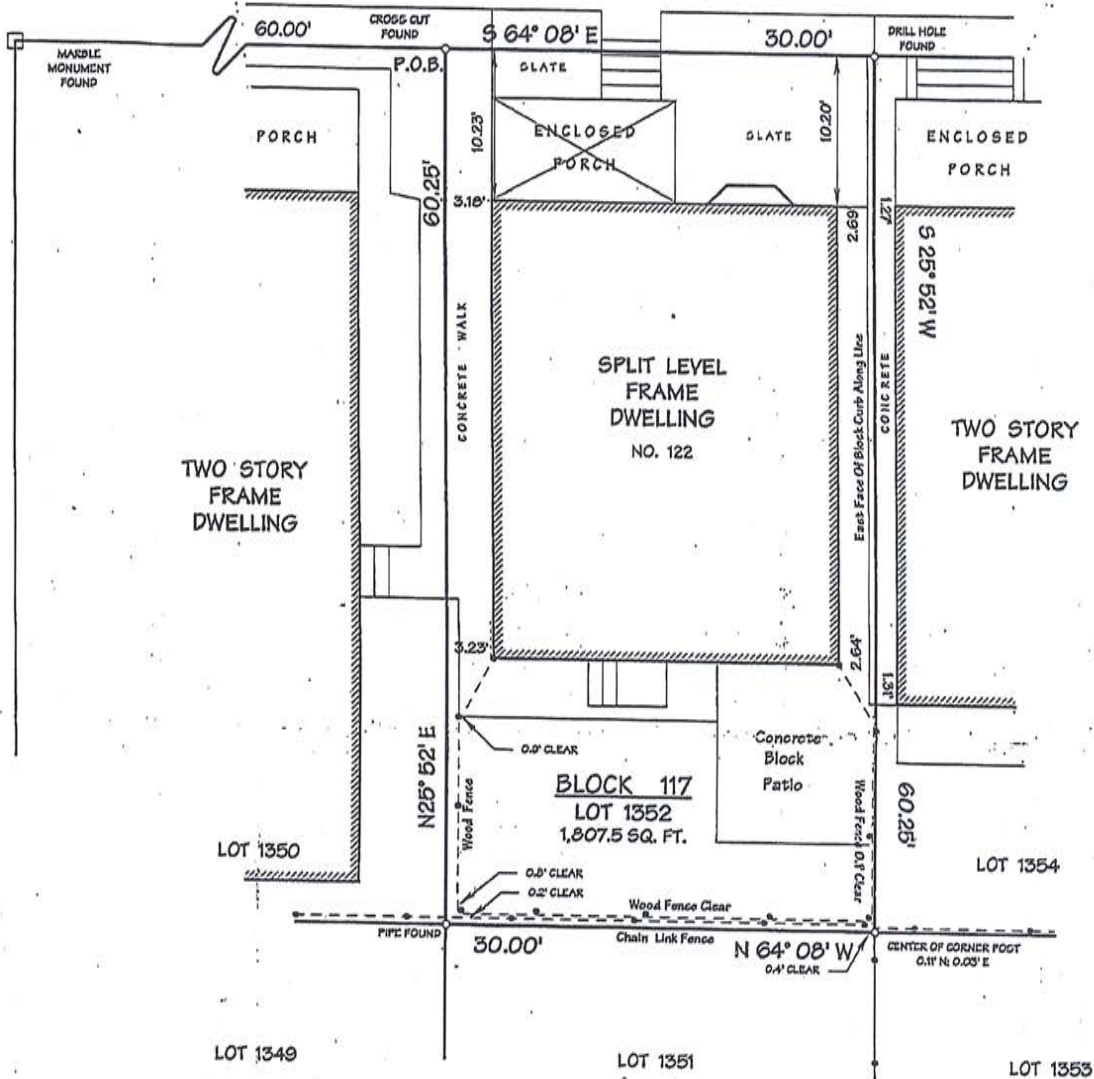 60.00'
CROSS CUT
FOUND
S 64° 08' E
30.00'
DRILL HOLE
FOUND
MARBLE
MONUMENT
FOUND
P.O.B.
SLATE
PORCH
10.23'
ENCLOSED
PORCH
SLATE
10.20'
ENCLOSED
PORCH
60.25'
3.18'
2.69'
1.27'
S 25° 52' W
CONCRETE WALK
SPLIT LEVEL
FRAME
DWELLING
NO. 122
East Face Of Block Curb Along Line
CONCRETE
TWO STORY
FRAME
DWELLING
TWO STORY
FRAME
DWELLING
3.23'
2.64'
1.31'
N25° 52' E
CLEAR
Concrete
Block
Patio
BLOCK 117
LOT 1352
1,807.5 SQ. FT.
Wood Fence
Wood Fence 0.1' Clear
60.25'
LOT 1350
LOT 1354
0.8' CLEAR
0.2' CLEAR
Wood Fence Clear
PIPE FOUND
30.00'
Chain Link Fence
N 64° 08' W
0.4' CLEAR
CENTER OF CORNER POST
0.11' N; 0.03' E
LOT 1349
LOT 1351
LOT 1353